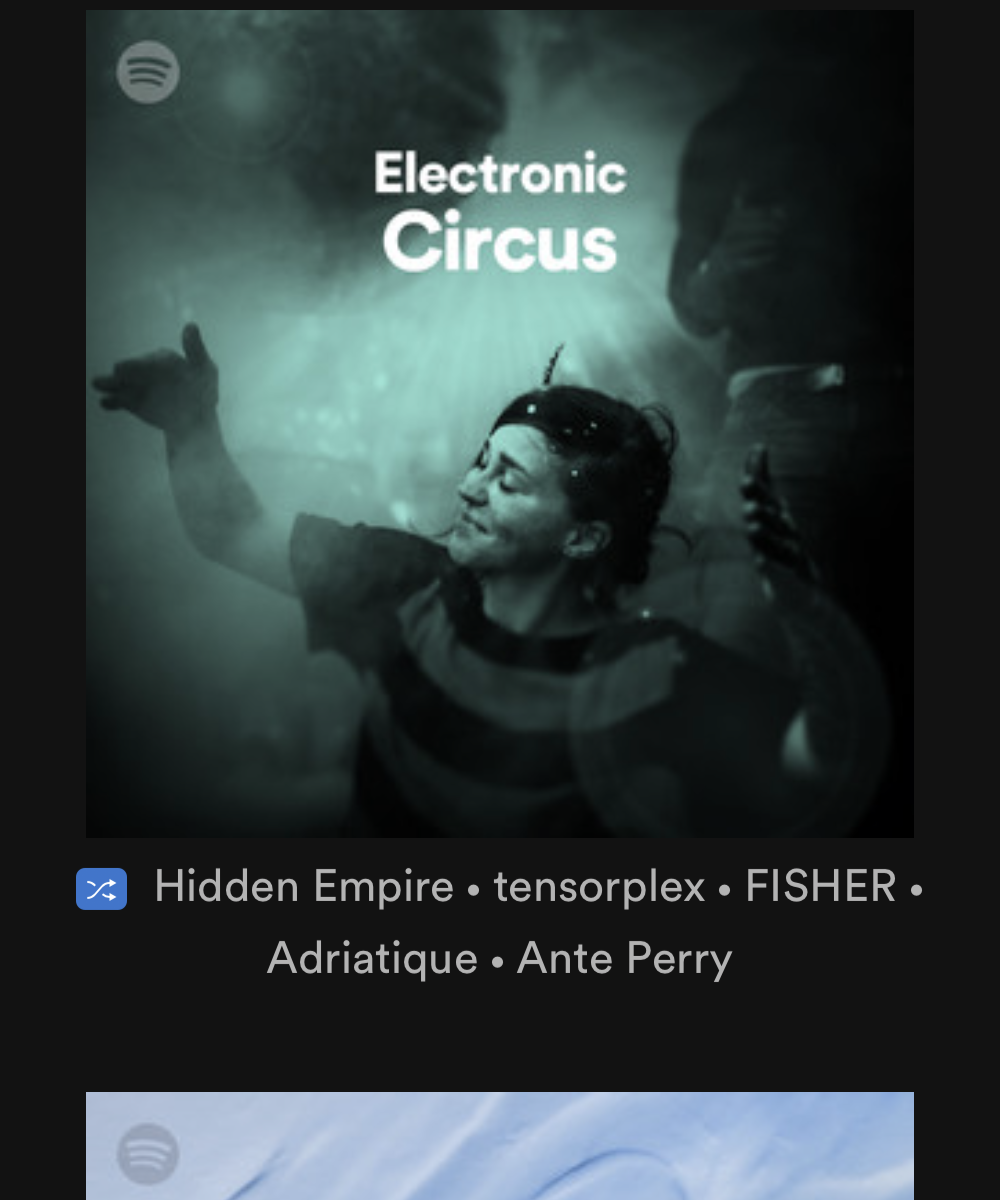 Electronic
Circus
Hidden Empire • tensorplex • FISHER •
Adriatique • Ante Perry